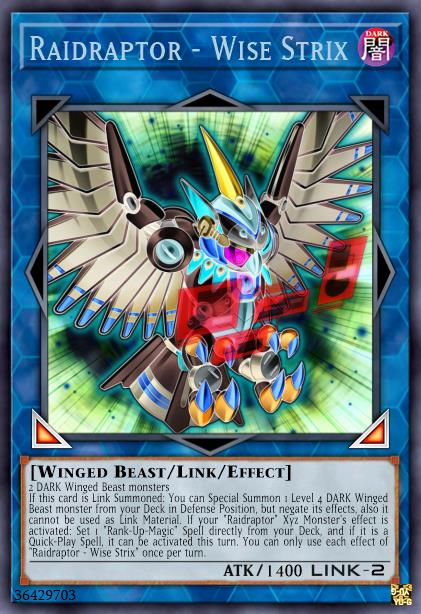 Raidraptor - Wise Strix
DARK
闇
[Winged Beast/Link/Effect]
2 DARK Winged Beast monsters
If this card is Link Summoned: You can Special Summon 1 Level 4 DARK Winged
Beast monster from your Deck in Defense Position, but negate its effects, also it
cannot be used as Link Material. If your "Raidraptor" Xyz Monster's effect is
activated: Set 1 "Rank-Up-Magic" Spell directly from your Deck, and if it is a
Quick-Play Spell, it can be activated this turn. You can only use each effect of
"Raidraptor - Wise Strix" once per turn.
ATK/1400 LINK-2
36429703